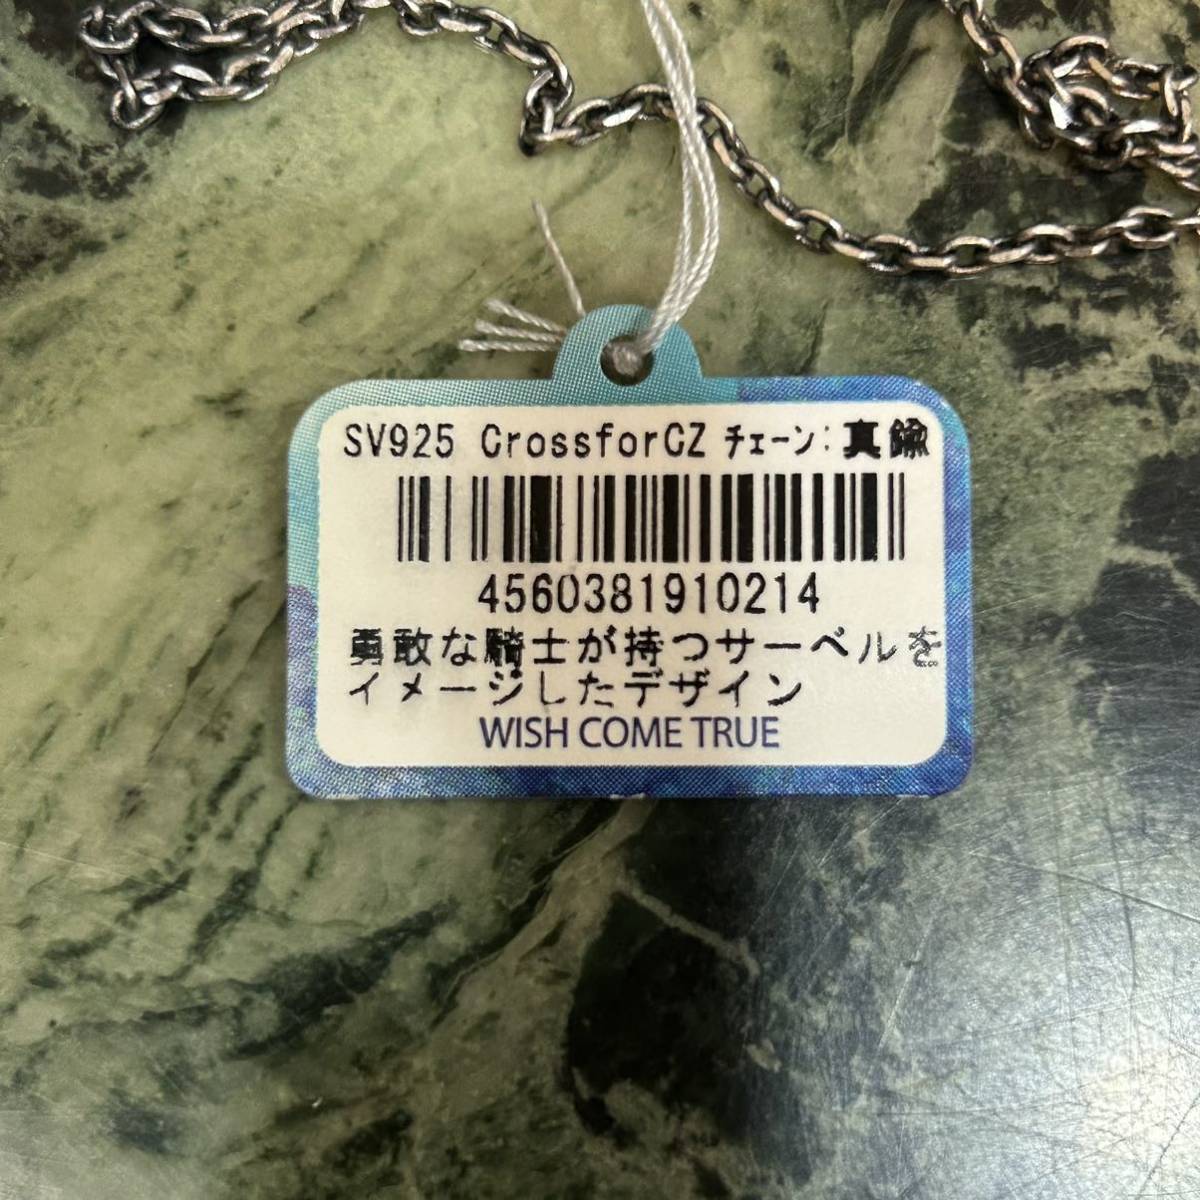 SV925 CrossforCZ チェーン:真鍮
4560381910214
勇敢な騎士が持つサーベルを
イメージしたデザイン
WISH COME TRUE